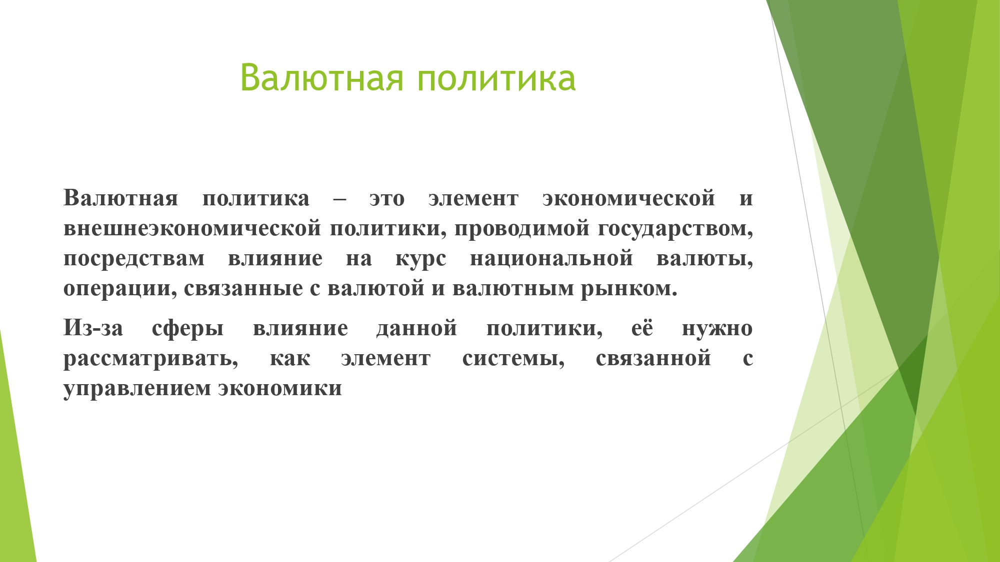 Валютная политика
Валютная политика – это элемент экономической и
внешнеэкономической политики, проводимой государством,
посредствам влияние на курс национальной валюты,
операции, связанные с валютой и валютным рынком.
Из-за сферы влияние данной политики, её нужно
рассматривать, как элемент системы, связанной с
управлением экономики